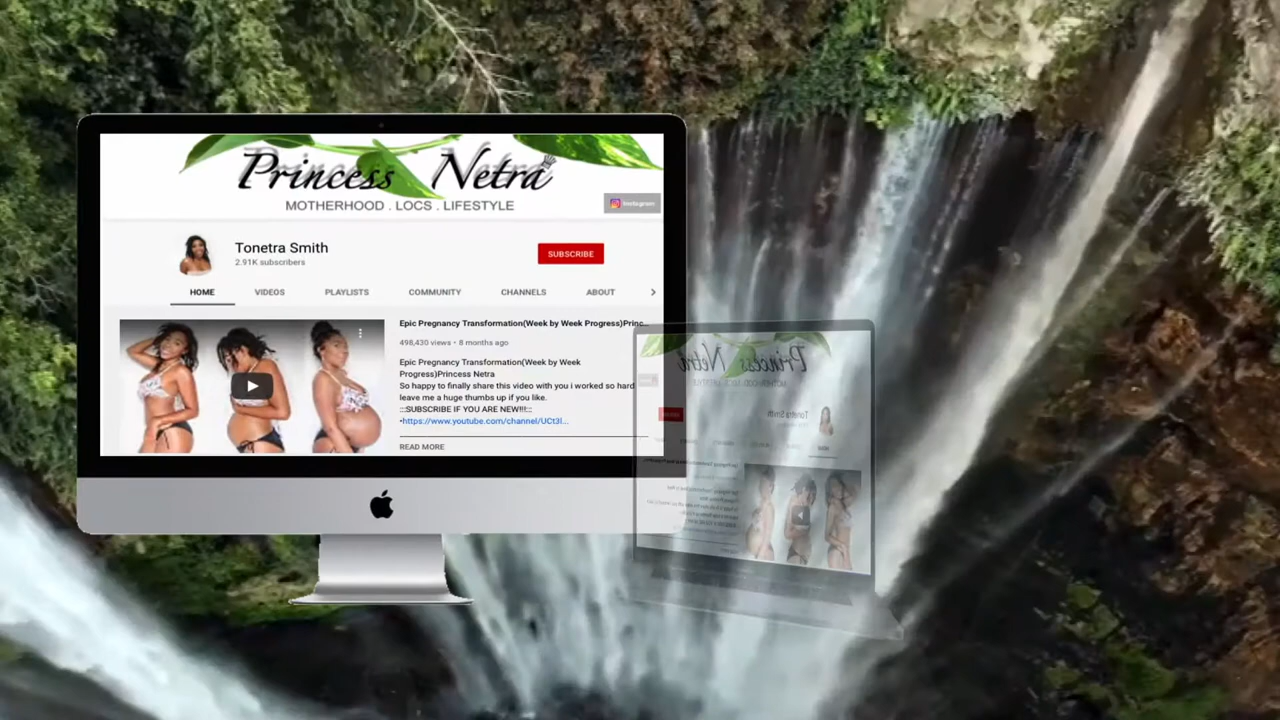 Princess Netra
MOTHERHOOD . LOCS . LIFESTYLE
Instagram
Tonetra Smith
2.91K subscribers
SUBSCRIBE
HOME VIDEOS PLAYLISTS COMMUNITY CHANNELS ABOUT
Epic Pregnancy Transformation(Week by Week Progress)Princ...
498,430 views • 8 months ago
Epic Pregnancy Transformation(Week by Week
Progress)Princess Netra
So happy to finally share this video with you i worked so hard
leave me a huge thumbs up if you like.
:::SUBSCRIBE IF YOU ARE NEW!!!:::
•https://www.youtube.com/channel/UCt3l...
READ MORE
Princess Netra
Tonetra Smith